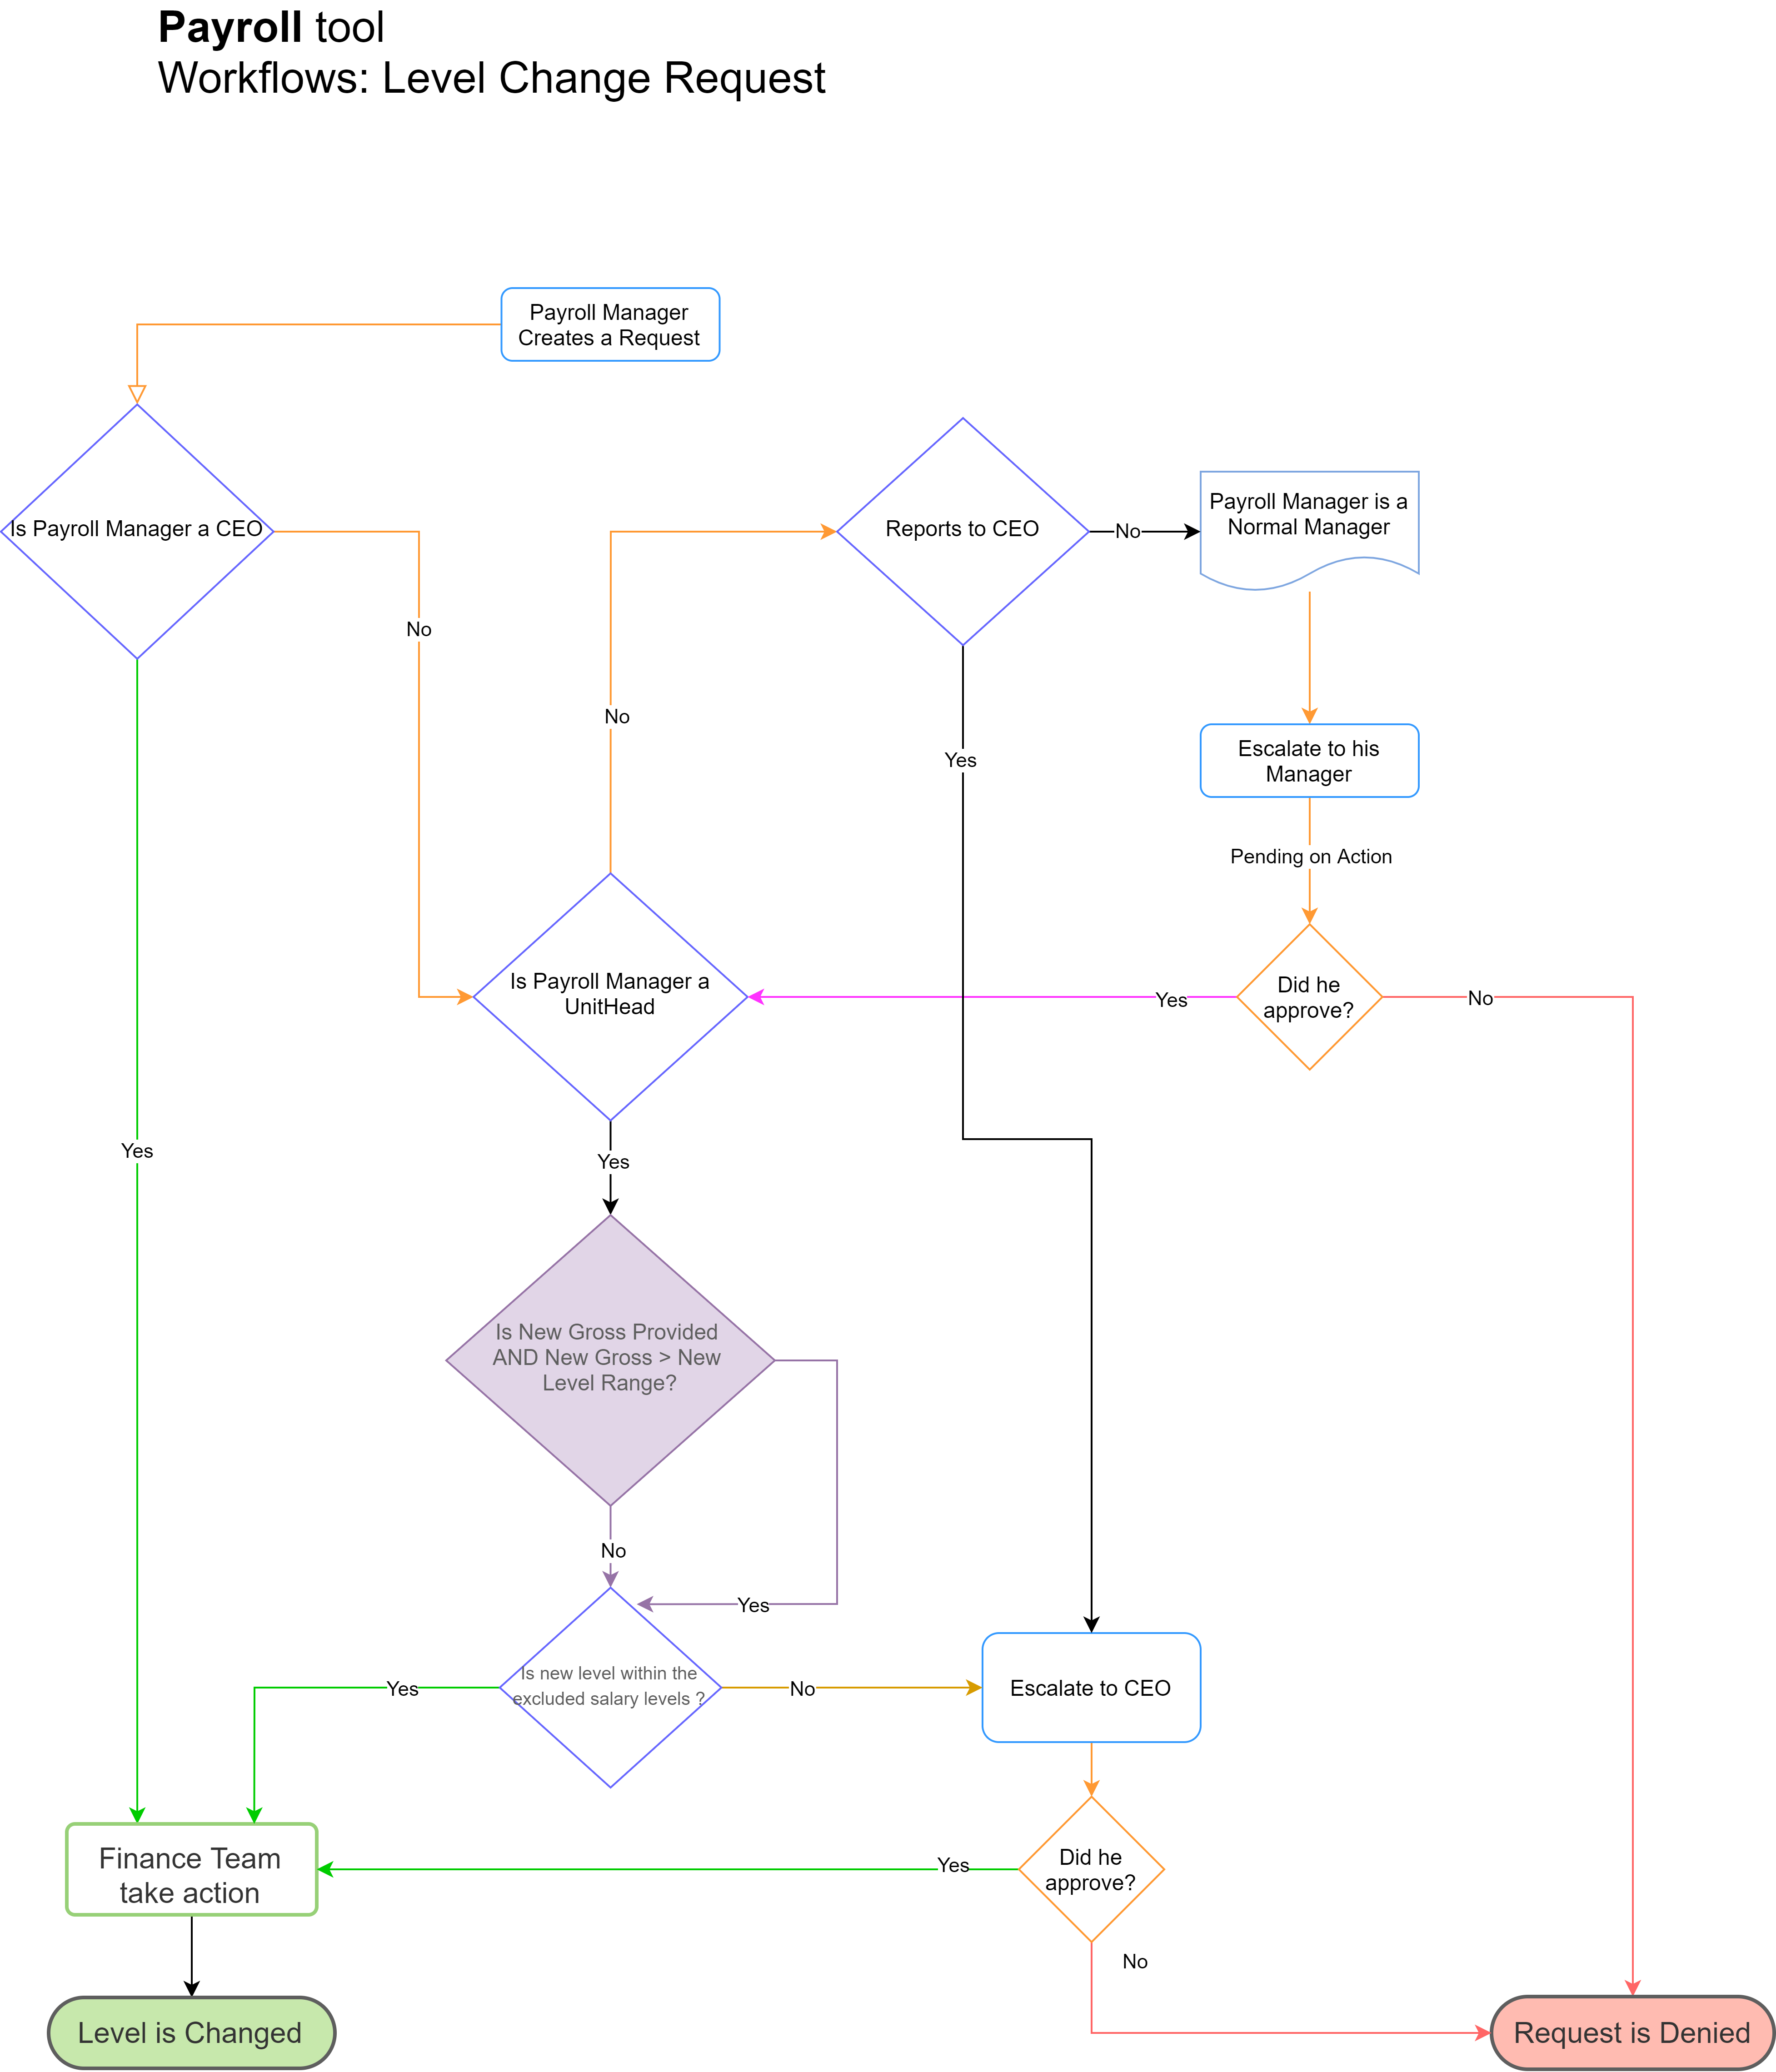 Payroll tool
Workflows: Level Change Request
Payroll Manager
Creates a Request
Is Payroll Manager a CEO
Reports to CEO
No
Payroll Manager is a
Normal Manager
No
No
Yes
Escalate to his
Manager
Pending on Action
Is Payroll Manager a
UnitHead
Yes
Did he
approve?
No
Yes
Yes
Is New Gross Provided
AND New Gross > New
Level Range?
No
Yes
Is new level within the
excluded salary levels ?
Yes
No
Escalate to CEO
Finance Team
take action
Yes
Did he
approve?
No
Level is Changed
Request is Denied